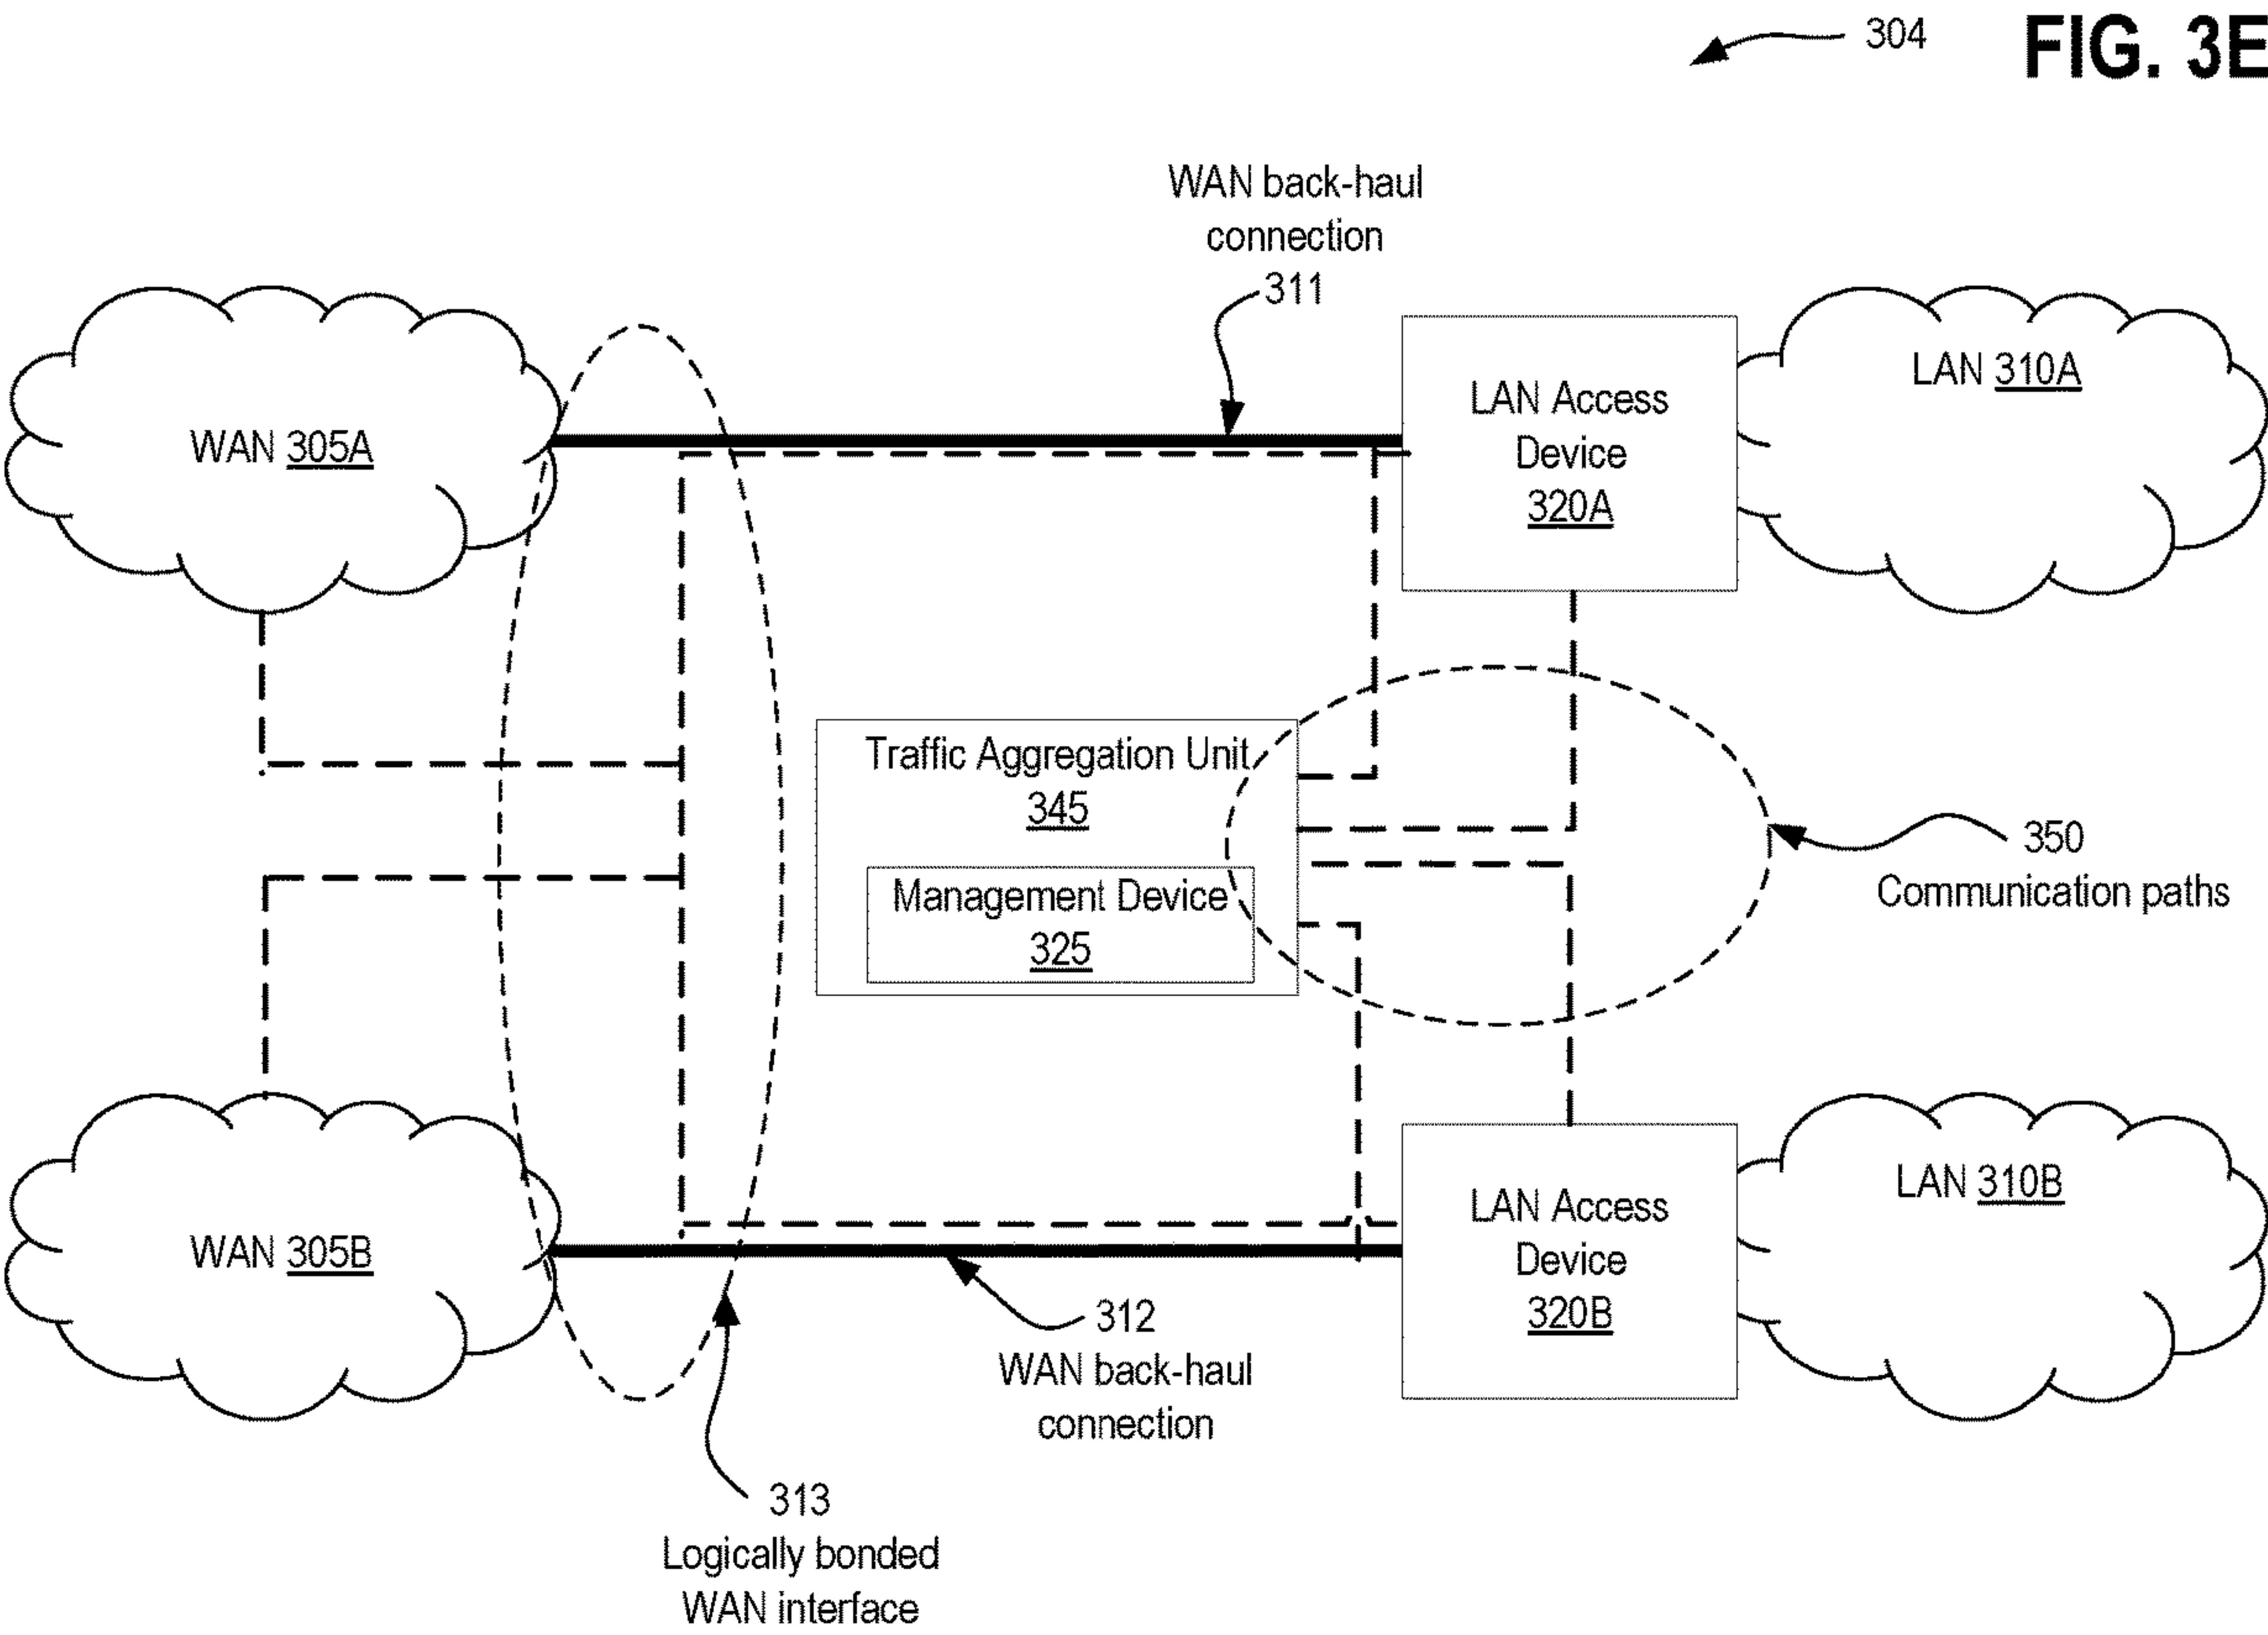 304
FIG. 3E
WAN back-haul
connection
311
WAN 305A
LAN Access
Device
320A
LAN 310A
Traffic Aggregation Unit
345
Management Device
325
350
Communication paths
WAN 305B
LAN Access
Device
320B
LAN 310B
312
WAN back-haul
connection
313
Logically bonded
WAN interface